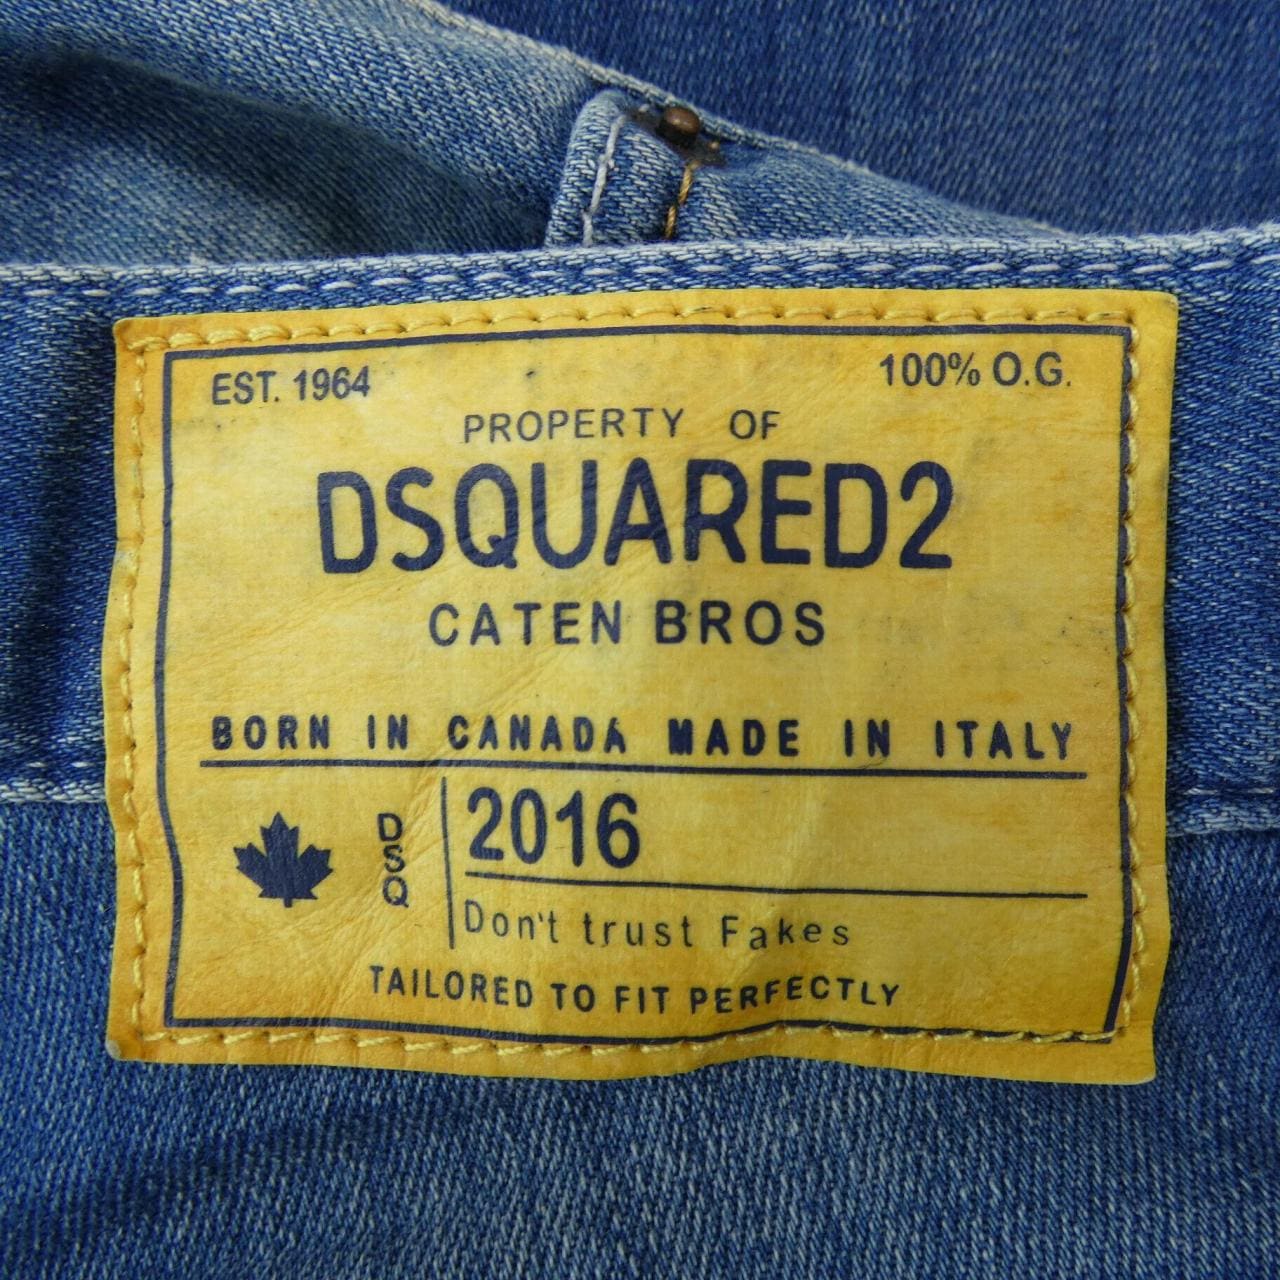 EST. 1964 100% O.G.
PROPERTY OF
DSQUARED2
CATEN BROS
BORN IN CANADA MADE IN ITALY
DSQ
2016
Don't trust Fakes
TAILORED TO FIT PERFECTLY